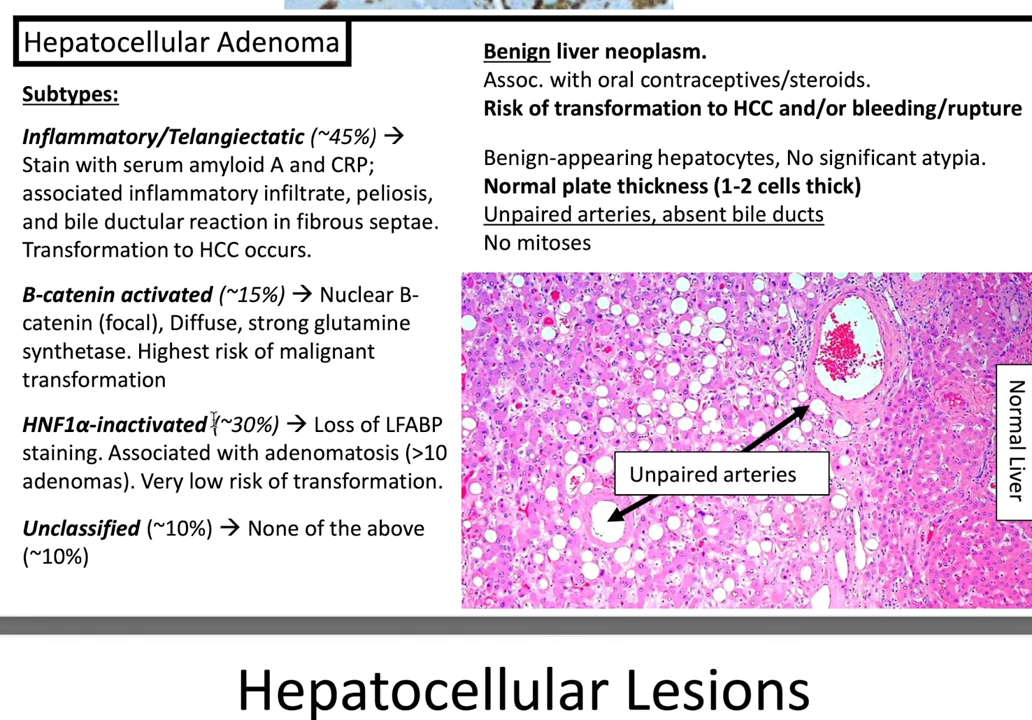 Hepatocellular Adenoma
Subtypes:
Inflammatory/Telangiectatic (~45%) →
Stain with serum amyloid A and CRP;
associated inflammatory infiltrate, peliosis,
and bile ductular reaction in fibrous septae.
Transformation to HCC occurs.
B-catenin activated (~15%) → Nuclear B-
catenin (focal), Diffuse, strong glutamine
synthetase. Highest risk of malignant
transformation
HNF1α-inactivated (~30%) → Loss of LFABP
staining. Associated with adenomatosis (>10
adenomas). Very low risk of transformation.
Unclassified (~10%) → None of the above
(~10%)
Benign liver neoplasm.
Assoc. with oral contraceptives/steroids.
Risk of transformation to HCC and/or bleeding/rupture
Benign-appearing hepatocytes, No significant atypia.
Normal plate thickness (1-2 cells thick)
Unpaired arteries, absent bile ducts
No mitoses
Unpaired arteries
Normal Liver
Hepatocellular Lesions